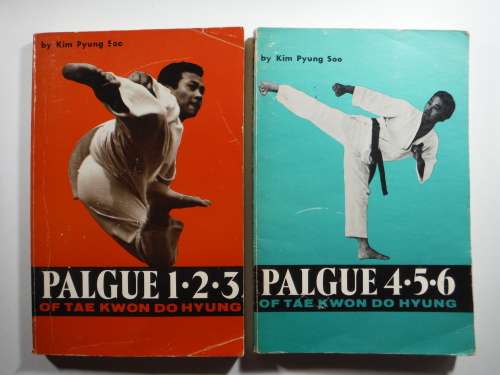 by Kim Pyung Soo
PALGUE 1•2•3
OF TAE KWON DO HYUNG
by Kim Pyung Soo
PALGUE 4•5•6
OF TAE KWON DO HYUNG